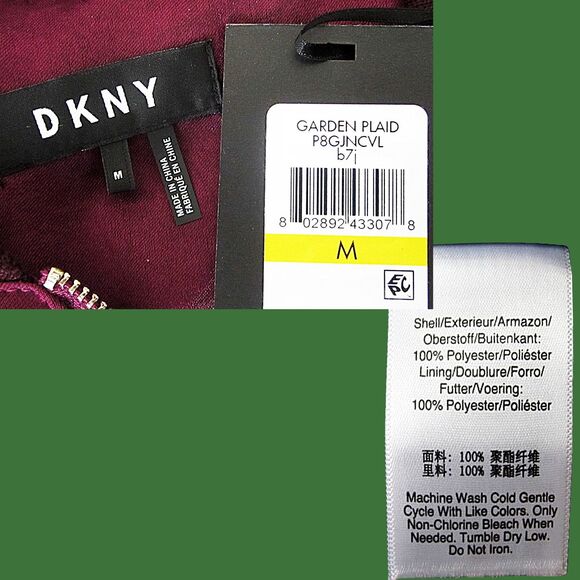 DKNY
M
MADE IN CHINA
FABRIQUÉ EN CHINE
GARDEN PLAID
P8GJNCVL
b7j
8 02892 43307 8
M
EPC
Shell/Exterieur/Armazon/
Oberstoff/Buitenkant:
100% Polyester/Poliéster
Lining/Doublure/Forro/
Futter/Voering:
100% Polyester/Poliéster
面料: 100% 聚酯纤维
里料: 100% 聚酯纤维
Machine Wash Cold Gentle
Cycle With Like Colors. Only
Non-Chlorine Bleach When
Needed. Tumble Dry Low.
Do Not Iron.